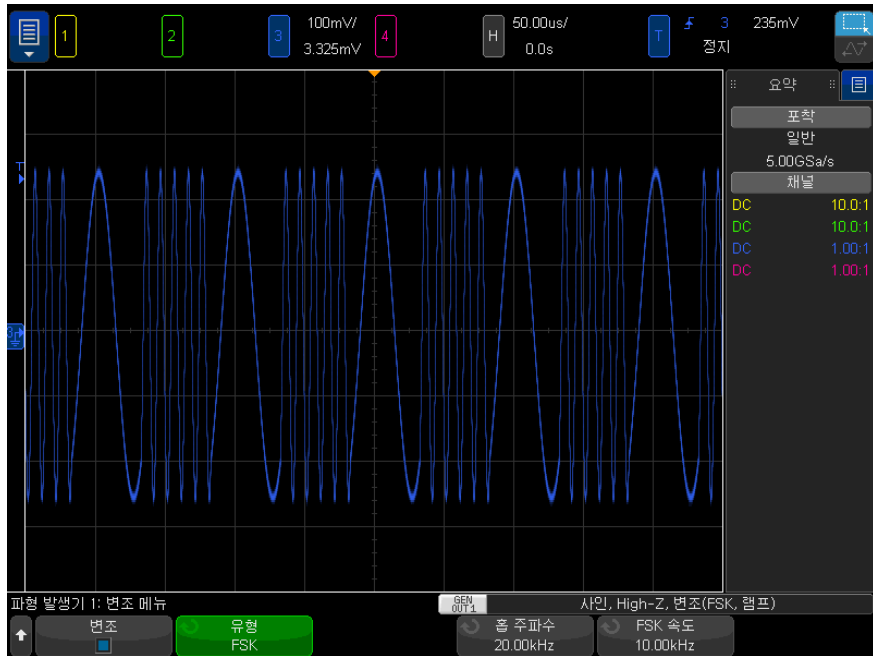 1
2
3
100mV/
3.325mV
4
H
50.00us/
0.0s
T
3
235mV
정지
요약
포착
일반
5.00GSa/s
채널
DC 10.0:1
DC 10.0:1
DC 1.00:1
DC 1.00:1
T
3
파형 발생기 1: 변조 메뉴
GEN
OUT 1
사인, High-Z, 변조(FSK, 램프)
변조
유형
FSK
홉 주파수
20.00kHz
FSK 속도
10.00kHz